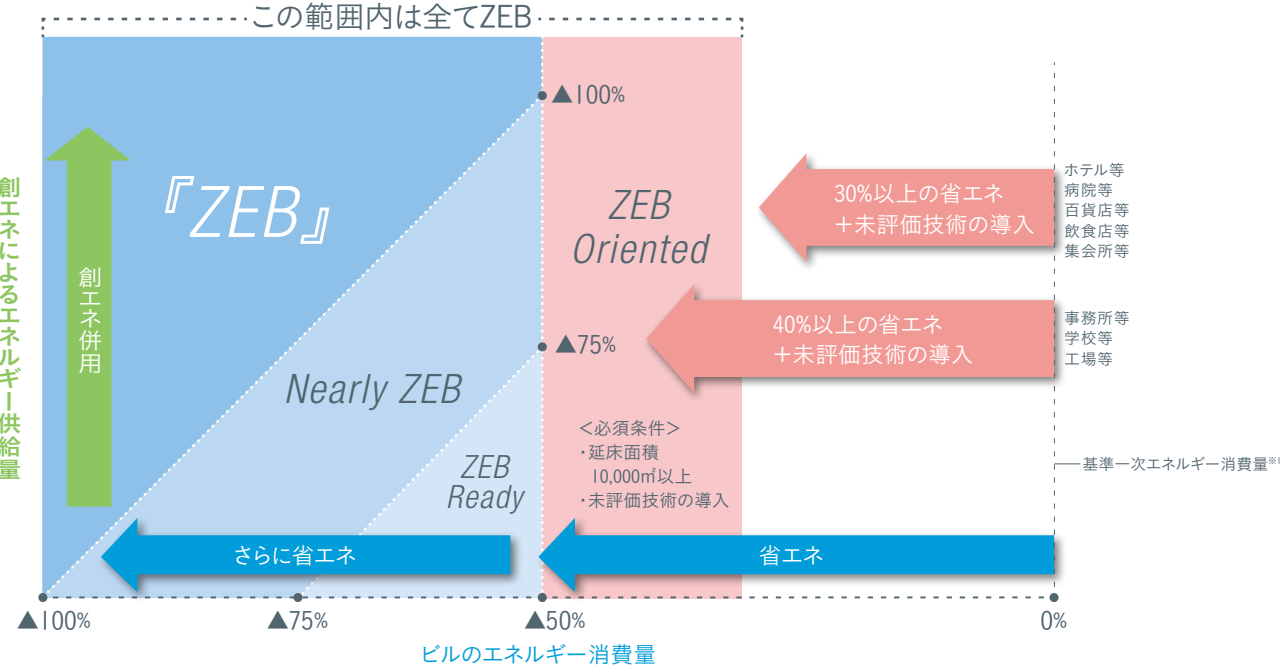 この範囲内は全てZEB
▲100%
『ZEB』
ZEB
Oriented
30%以上の省エネ
＋未評価技術の導入
ホテル等
病院等
百貨店等
飲食店等
集会所等
創エネによるエネルギー供給量
創エネ併用
40%以上の省エネ
＋未評価技術の導入
事務所等
学校等
工場等
▲75%
Nearly ZEB
ZEB
Ready
＜必須条件＞
・延床面積
10,000㎡以上
・未評価技術の導入
基準一次エネルギー消費量※1
さらに省エネ
省エネ
▲100%
▲75%
▲50%
0%
ビルのエネルギー消費量